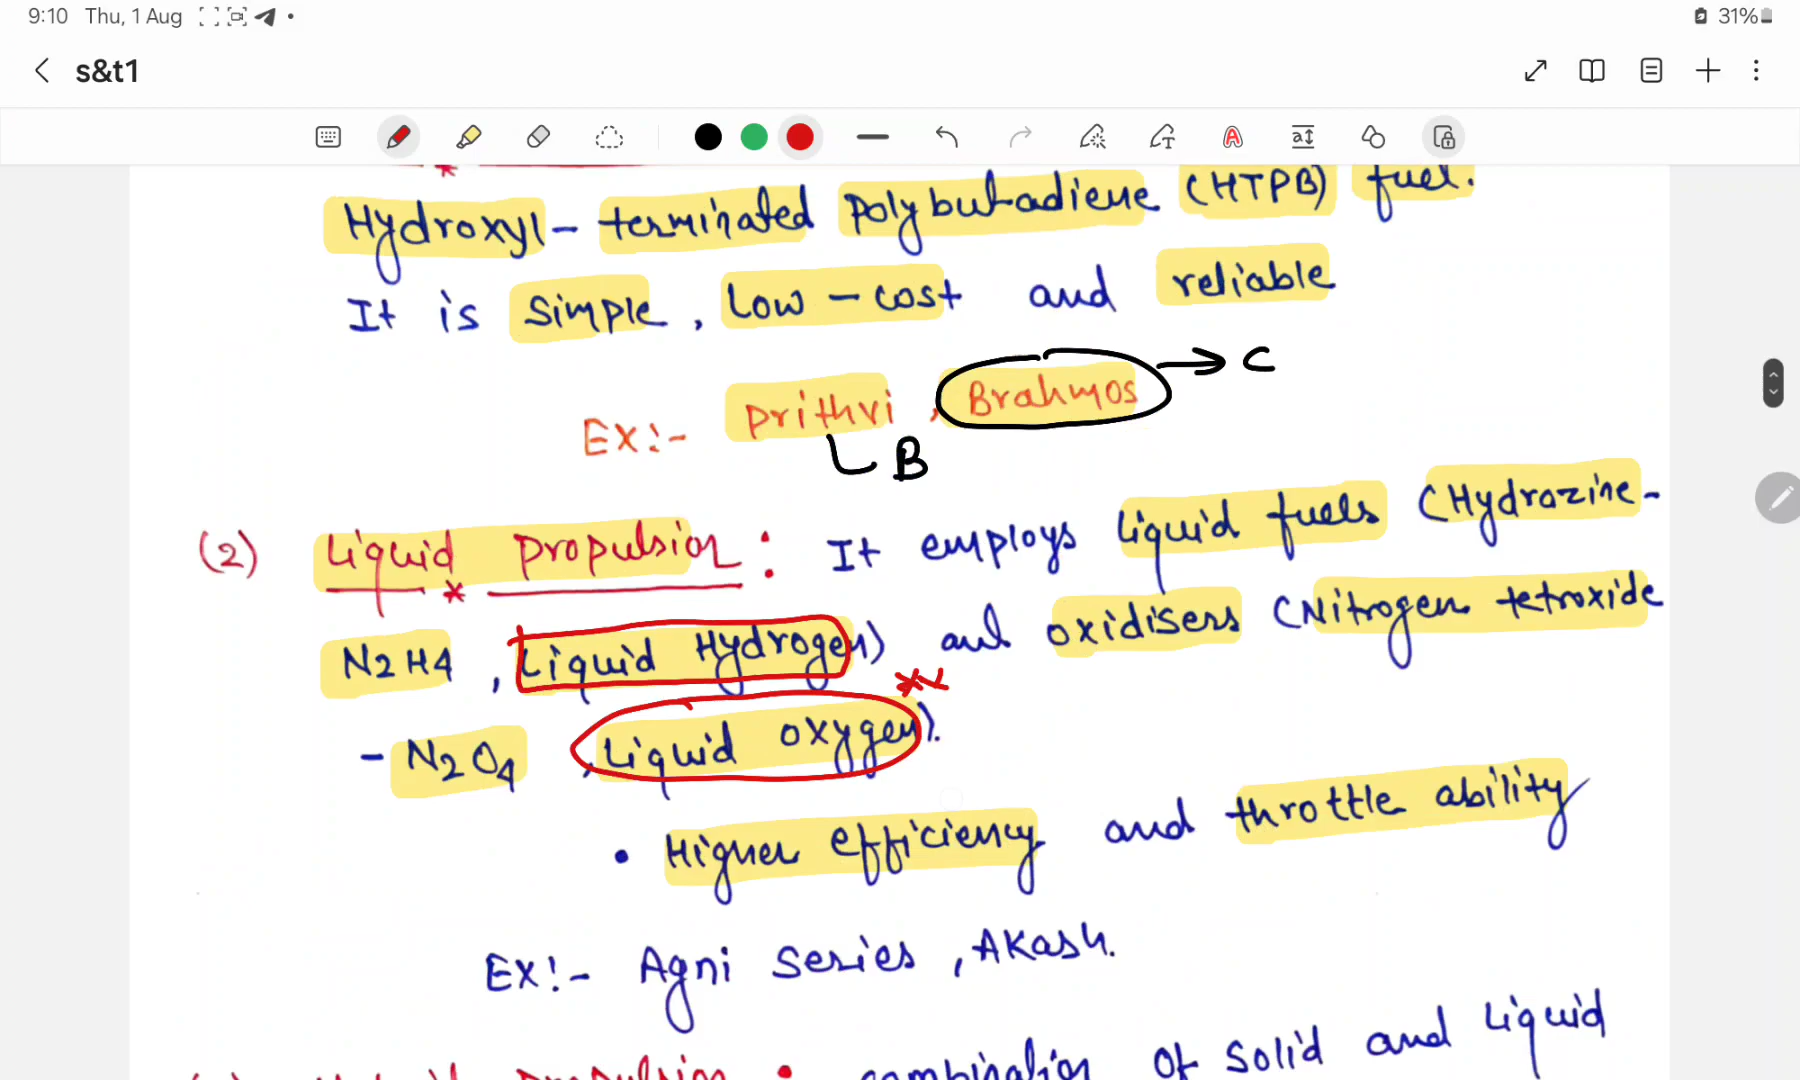 9:10 Thu, 1 Aug
31%
s&t1
Hydroxyl - terminated polybutadiene (HTPB) fuel.
It is simple, Low - cost and reliable
EX:- prithvi, Brahmos → C
B
(2) Liquid propulsion : It employs liquid fuels (Hydrazine-
N2H4, Liquid Hydrogen) and oxidisers (Nitrogen tetroxide
- N2O4, Liquid oxygen).
• Higher efficiency and throttle ability
EX:- Agni series, Akash.
propulsion : combination of solid and Liquid